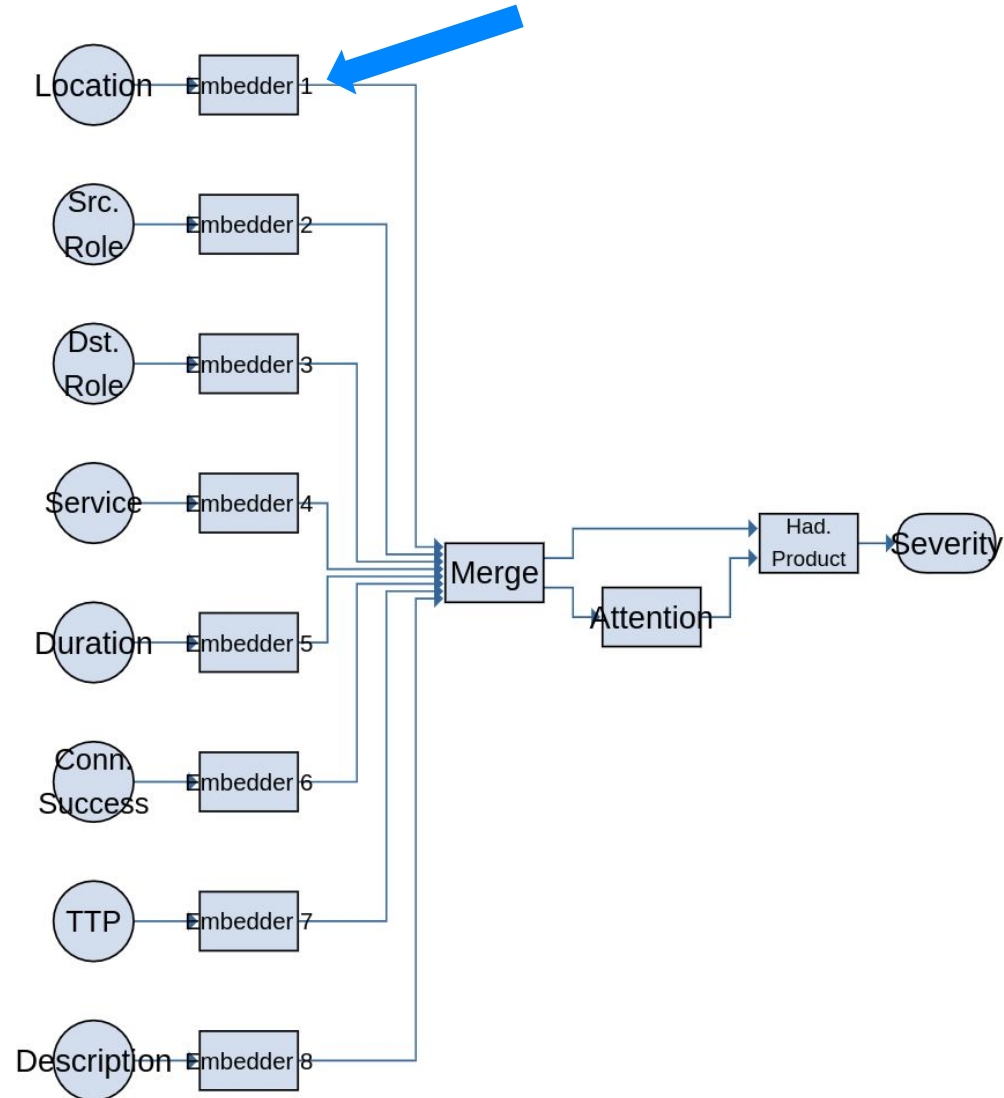 Location
Embedder 1
Src.
Role
Embedder 2
Dst.
Role
Embedder 3
Service
Embedder 4
Merge
Had.
Product
Severity
Attention
Duration
Embedder 5
Conn.
Success
Embedder 6
TTP
Embedder 7
Description
Embedder 8